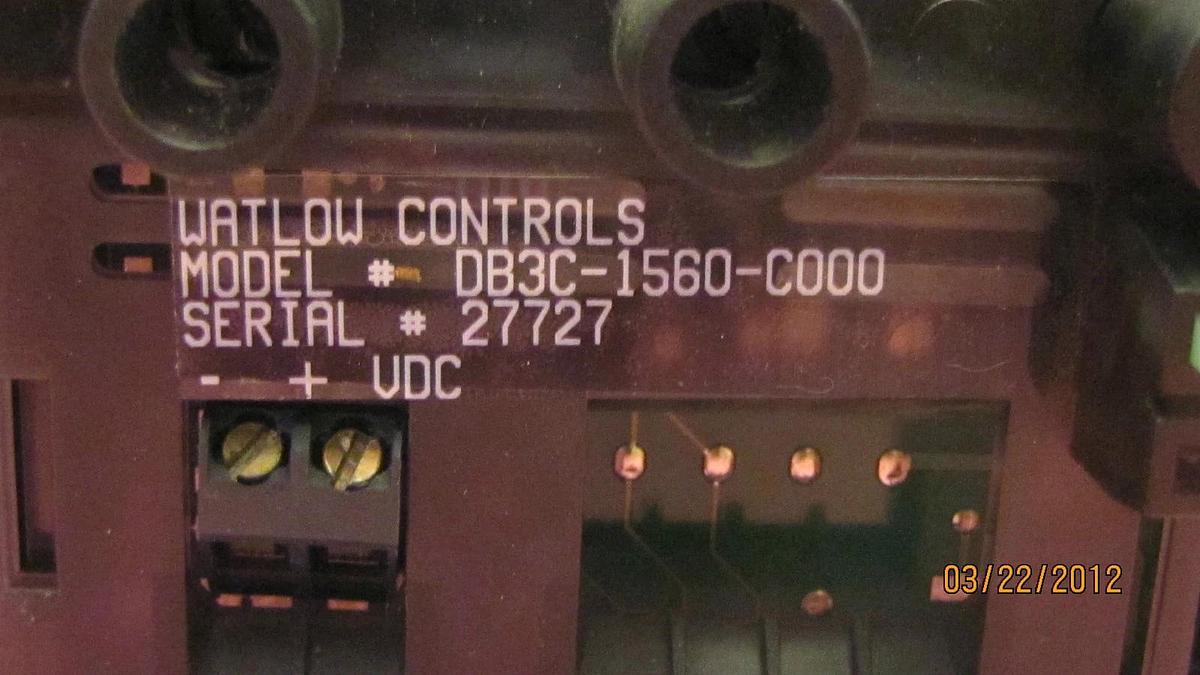 WATLOW CONTROLS
MODEL # DB3C-1560-C000
SERIAL # 27727
- + VDC
03/22/2012